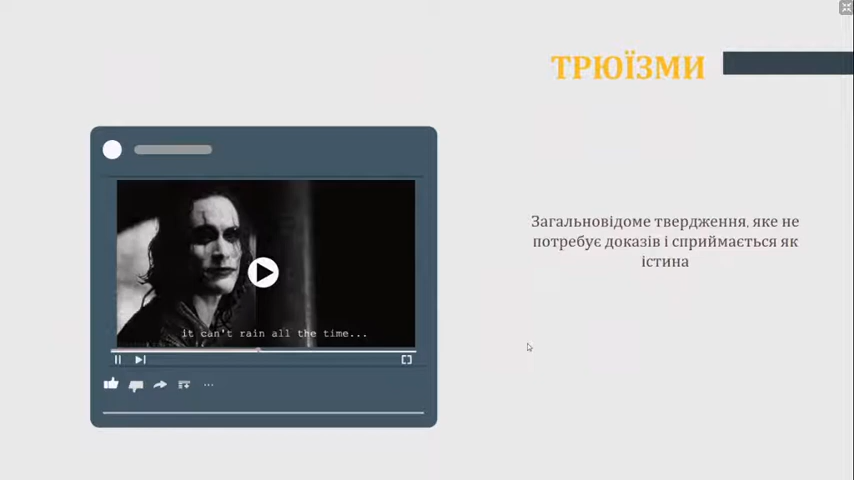 ТРЮЇЗМИ
Загальновідоме твердження, яке не
потребує доказів і сприймається як
істина
it can't rain all the time...